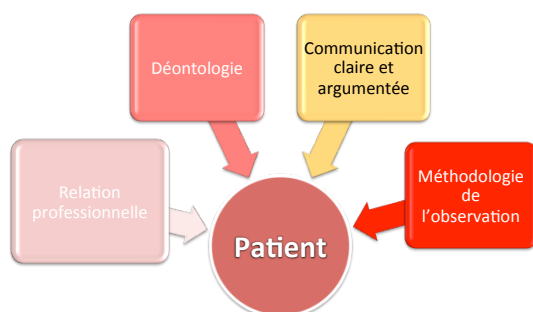 Relation
professionnelle
Déontologie
Communication
claire et
argumentée
Méthodologie
de
l'observation
Patient